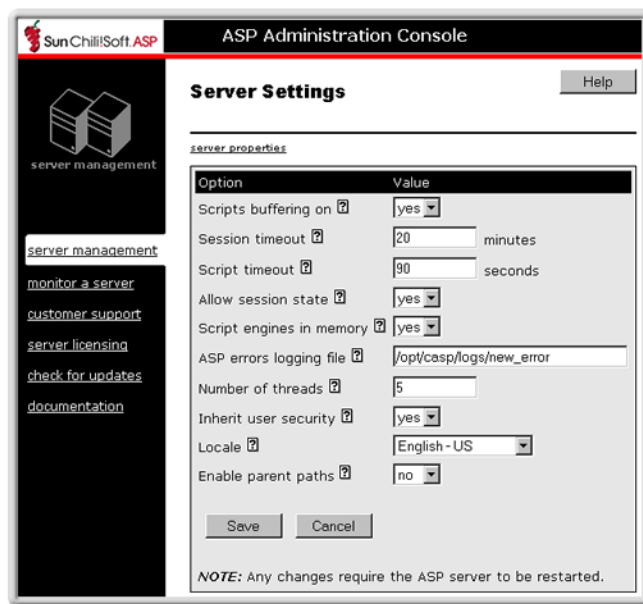 Sun Chili!Soft ASP
ASP Administration Console
Server Settings
Help
server management
server properties
Option Value
Scripts buffering on ? yes
Session timeout ? 20 minutes
Script timeout ? 90 seconds
Allow session state ? yes
Script engines in memory ? yes
ASP errors logging file ? /opt/casp/logs/new_error
Number of threads ? 5
Inherit user security ? yes
Locale ? English - US
Enable parent paths ? no
Save Cancel
NOTE: Any changes require the ASP server to be restarted.
server management
monitor a server
customer support
server licensing
check for updates
documentation